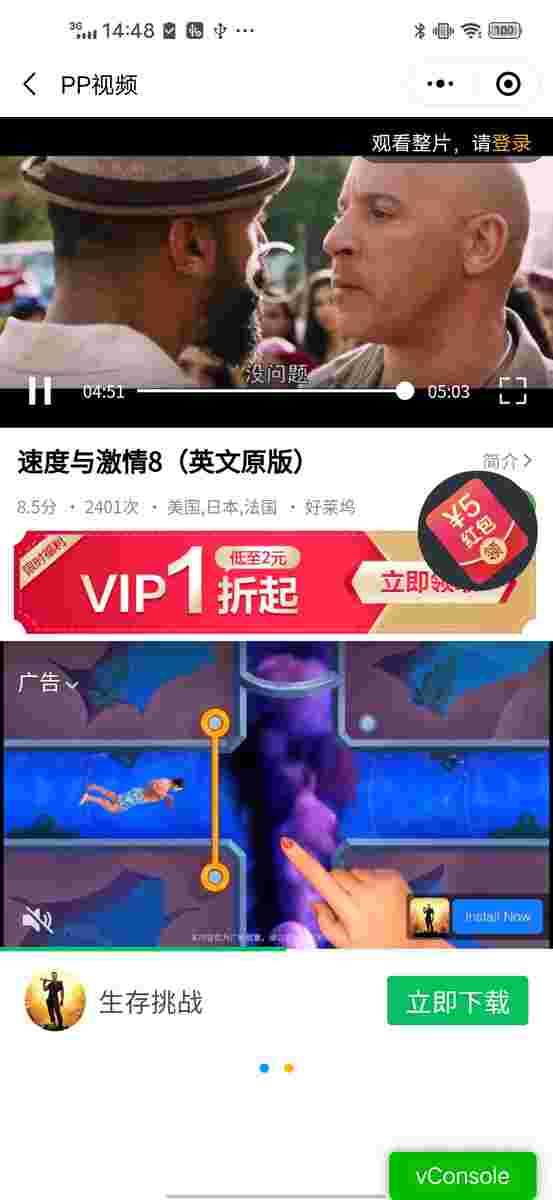 3G 14:48 100
PP视频
观看整片，请登录
没问题
04:51 05:03
速度与激情8（英文原版）
简介
8.5分 · 2401次 · 美国,日本,法国 · 好莱坞
¥5
红包
领
限时福利
VIP1折起
低至2元
立即领
广告
Install Now
生存挑战
立即下载
vConsole